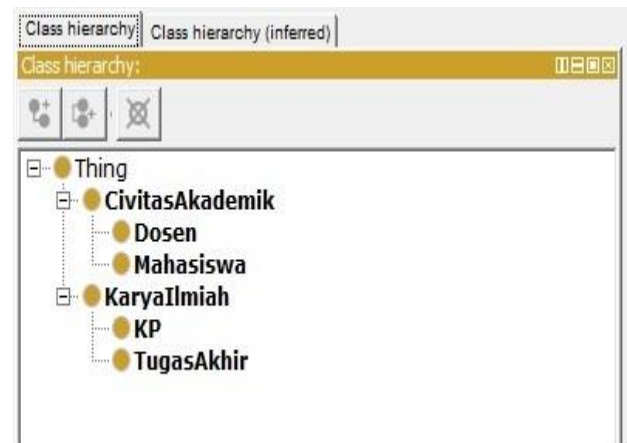 Class hierarchy Class hierarchy (inferred)
Class hierarchy:
Thing
CivitasAkademik
Dosen
Mahasiswa
KaryaIlmiah
KP
TugasAkhir